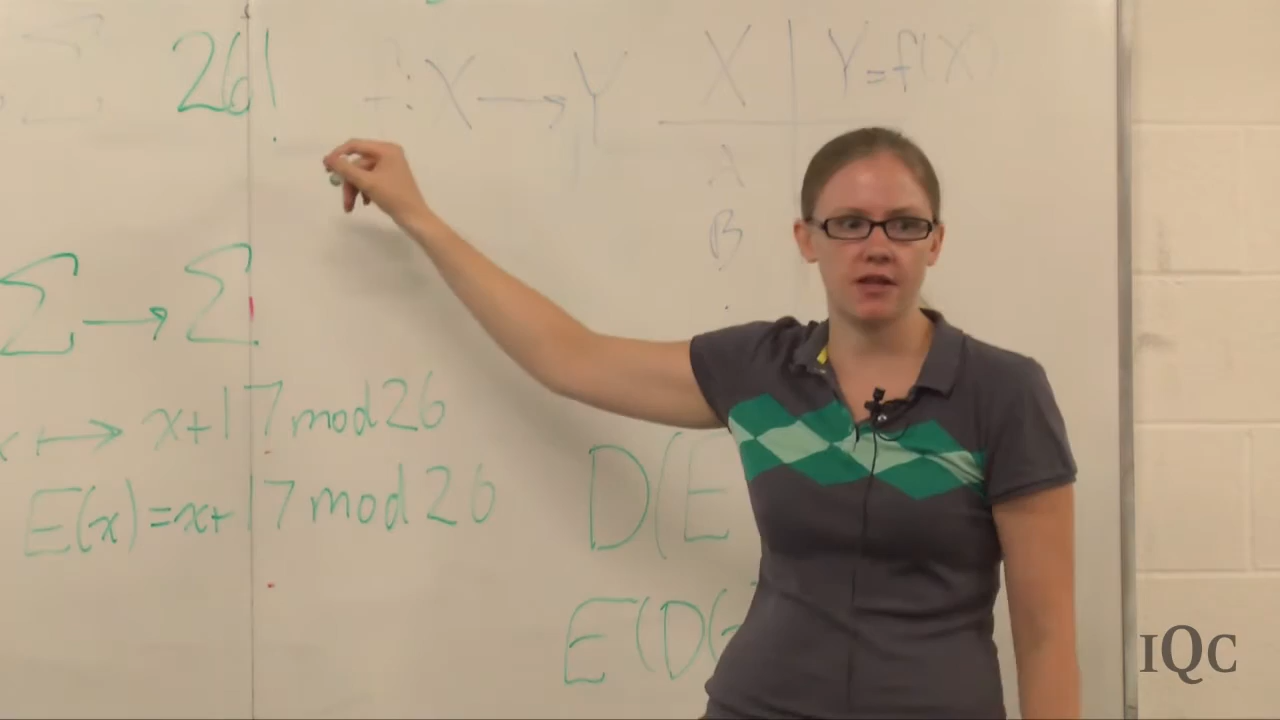 Σ 26! f: X → Y X Y=f(X)
A
B
Σ → Σ
x ↦ x+17 mod 26
E(x)=x+17 mod 26 D(E
E(D(
IQC